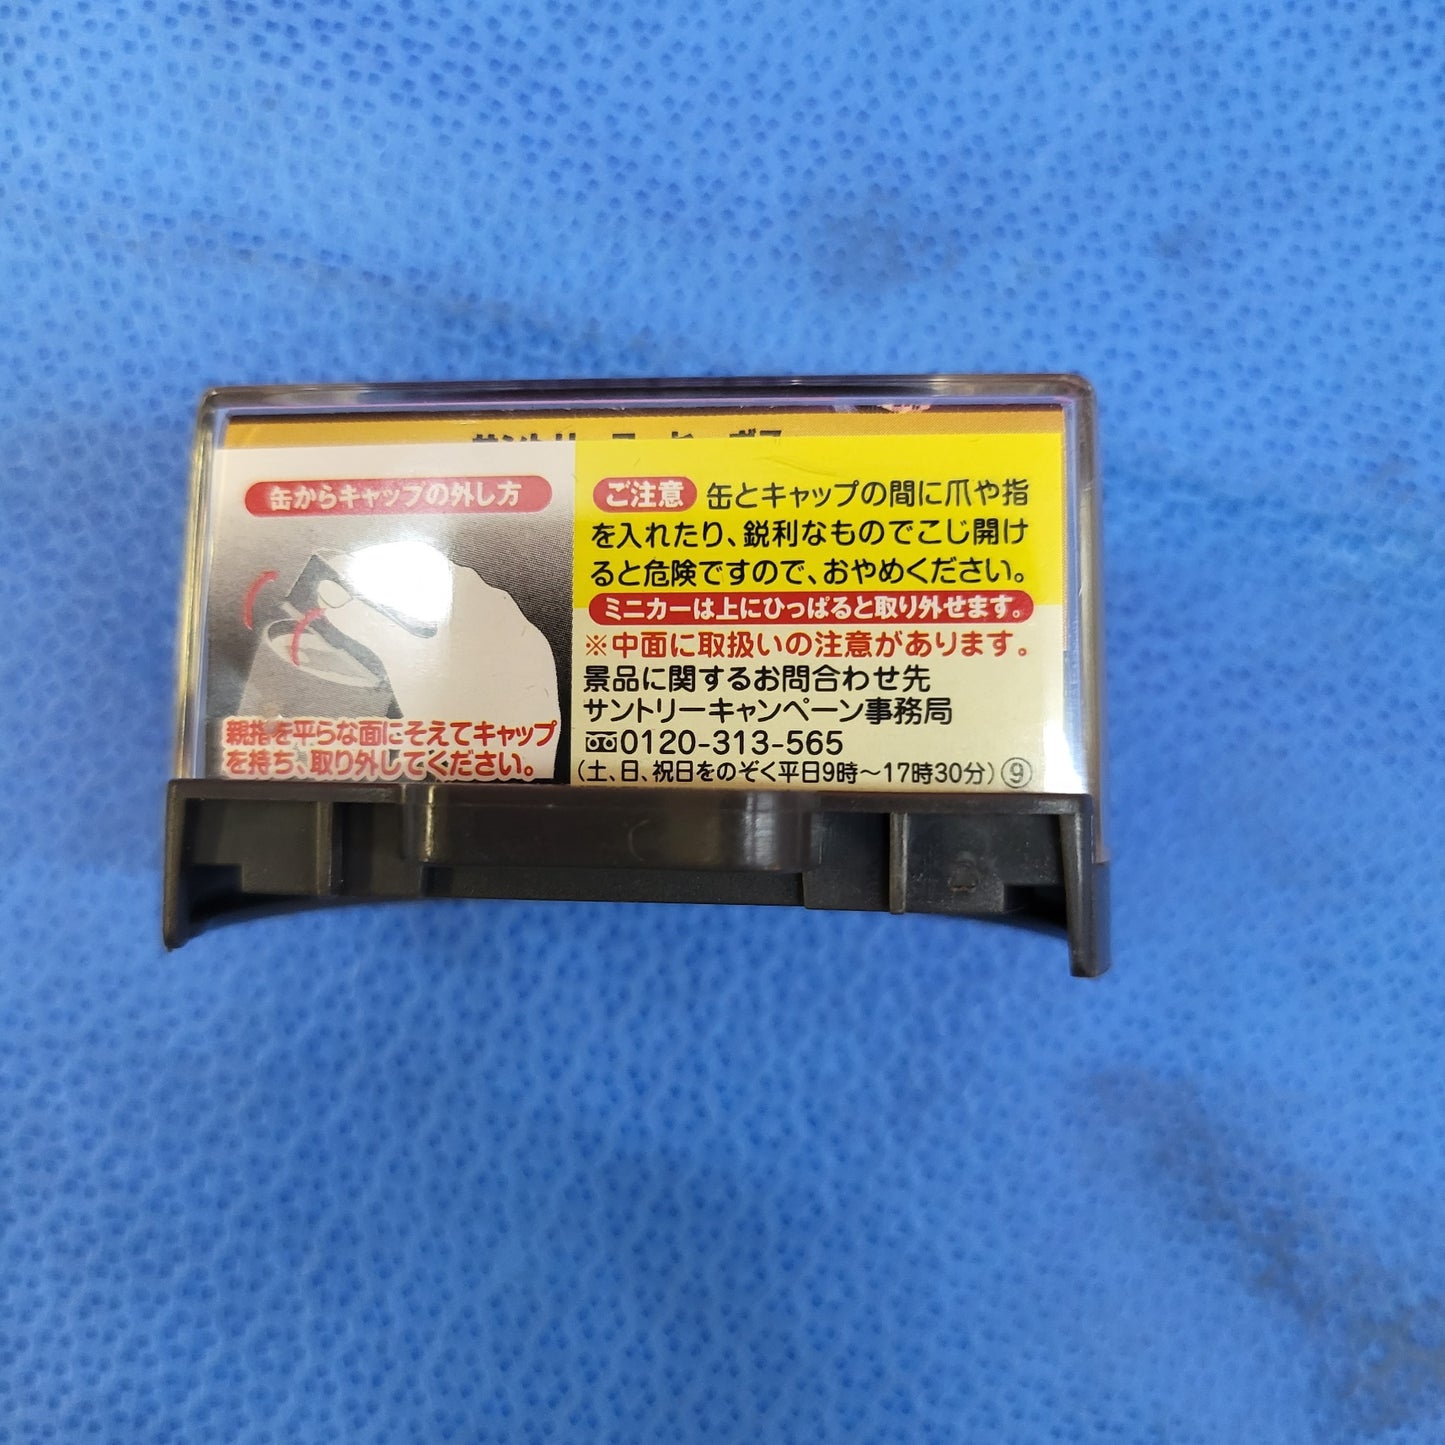 缶からキャップの外し方
親指を平らな面にそえてキャップ
を持ち、取り外してください。
ご注意 缶とキャップの間に爪や指
を入れたり、鋭利なものでこじ開け
ると危険ですので、おやめください。
ミニカーは上にひっぱると取り外せます。
※中面に取扱いの注意があります。
景品に関するお問合わせ先
サントリーキャンペーン事務局
0120-313-565
(土、日、祝日をのぞく平日9時～17時30分) ⑨